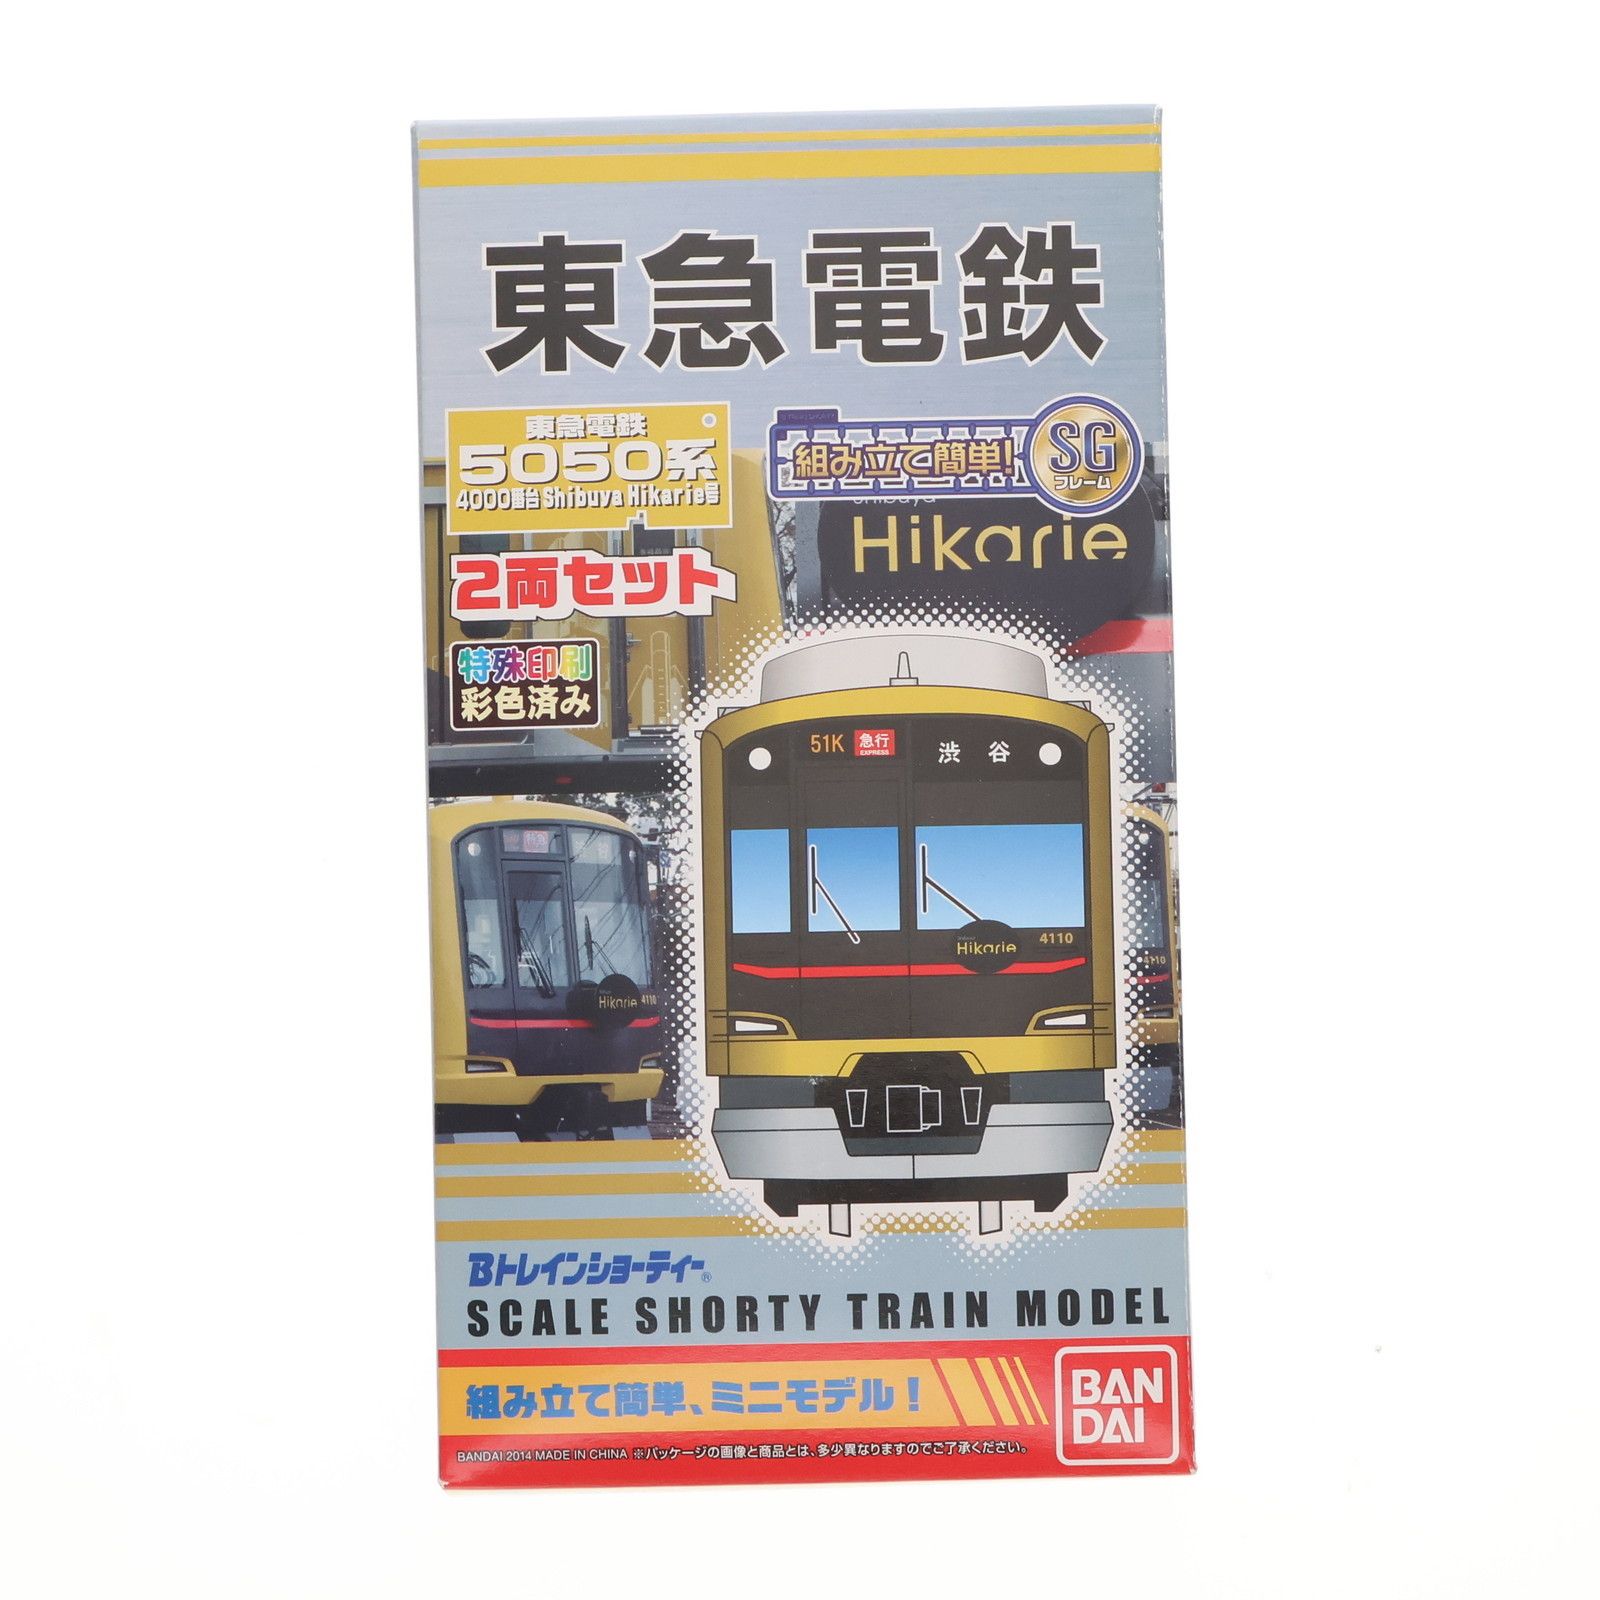 東急電鉄
東急電鉄
5050系
4000番台 Shibuya Hikarie号
組み立て簡単!
SG
フレーム
Hikarie
2両セット
特殊印刷
彩色済み
51K 急行 渋谷
EXPRESS
特急
Hikarie 4110
Hikarie 4110
4110
Bトレインショーティー®
SCALE SHORTY TRAIN MODEL
組み立て簡単、ミニモデル!
BANDAI 2014 MADE IN CHINA ※パッケージの画像と商品とは、多少異なりますのでご了承ください。
BAN
DAI